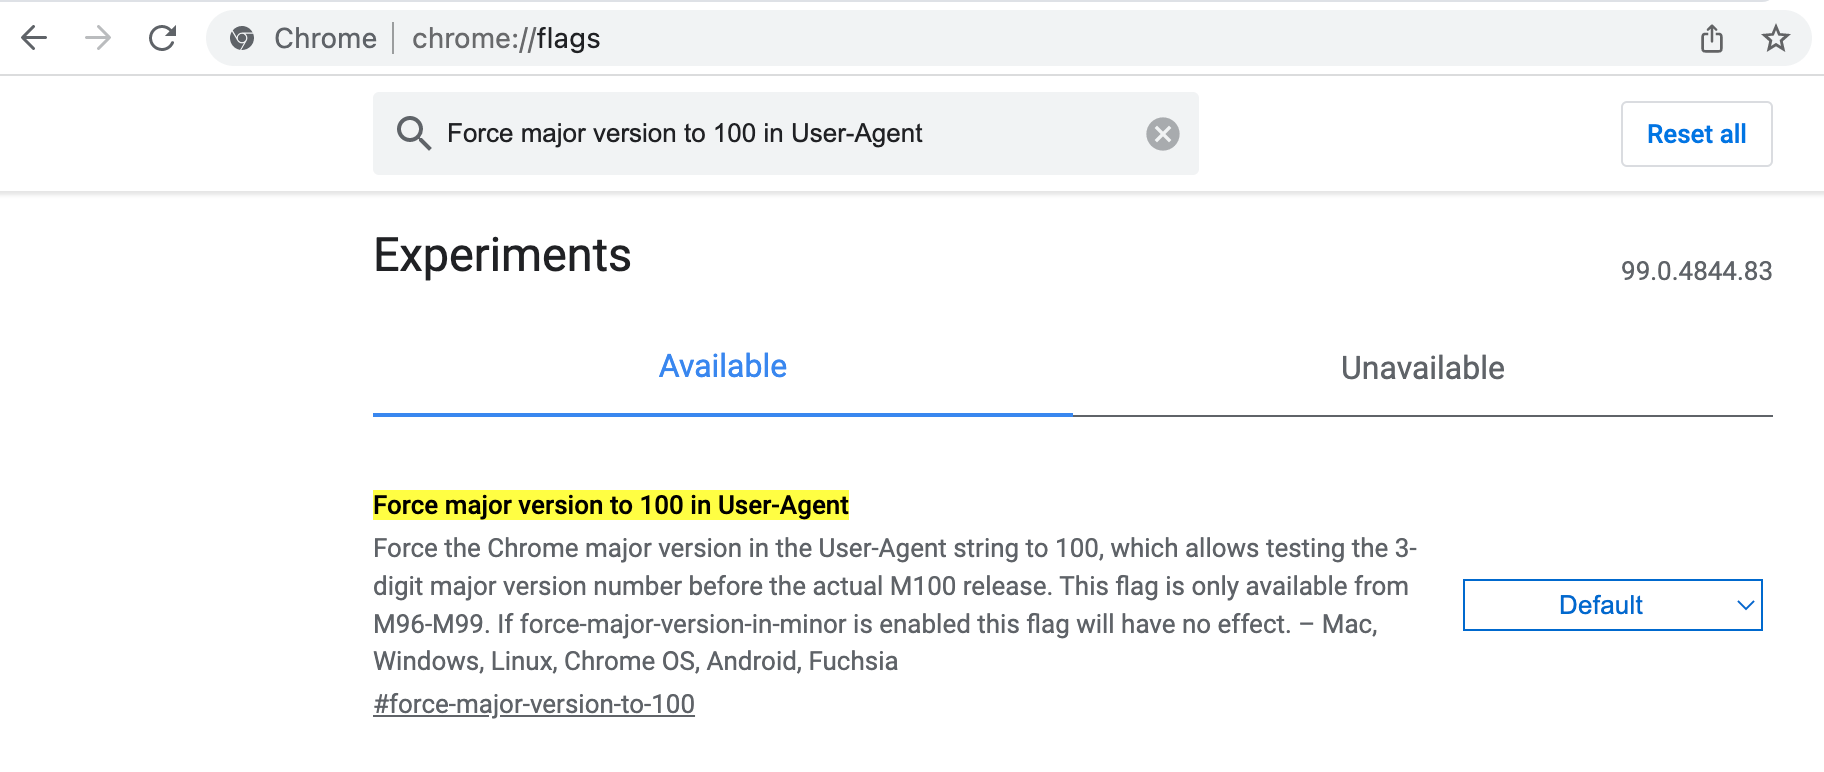 Chrome | chrome://flags
Force major version to 100 in User-Agent
Reset all
Experiments
99.0.4844.83
Available
Unavailable
Force major version to 100 in User-Agent
Force the Chrome major version in the User-Agent string to 100, which allows testing the 3-
digit major version number before the actual M100 release. This flag is only available from
M96-M99. If force-major-version-in-minor is enabled this flag will have no effect. – Mac,
Windows, Linux, Chrome OS, Android, Fuchsia
#force-major-version-to-100
Default